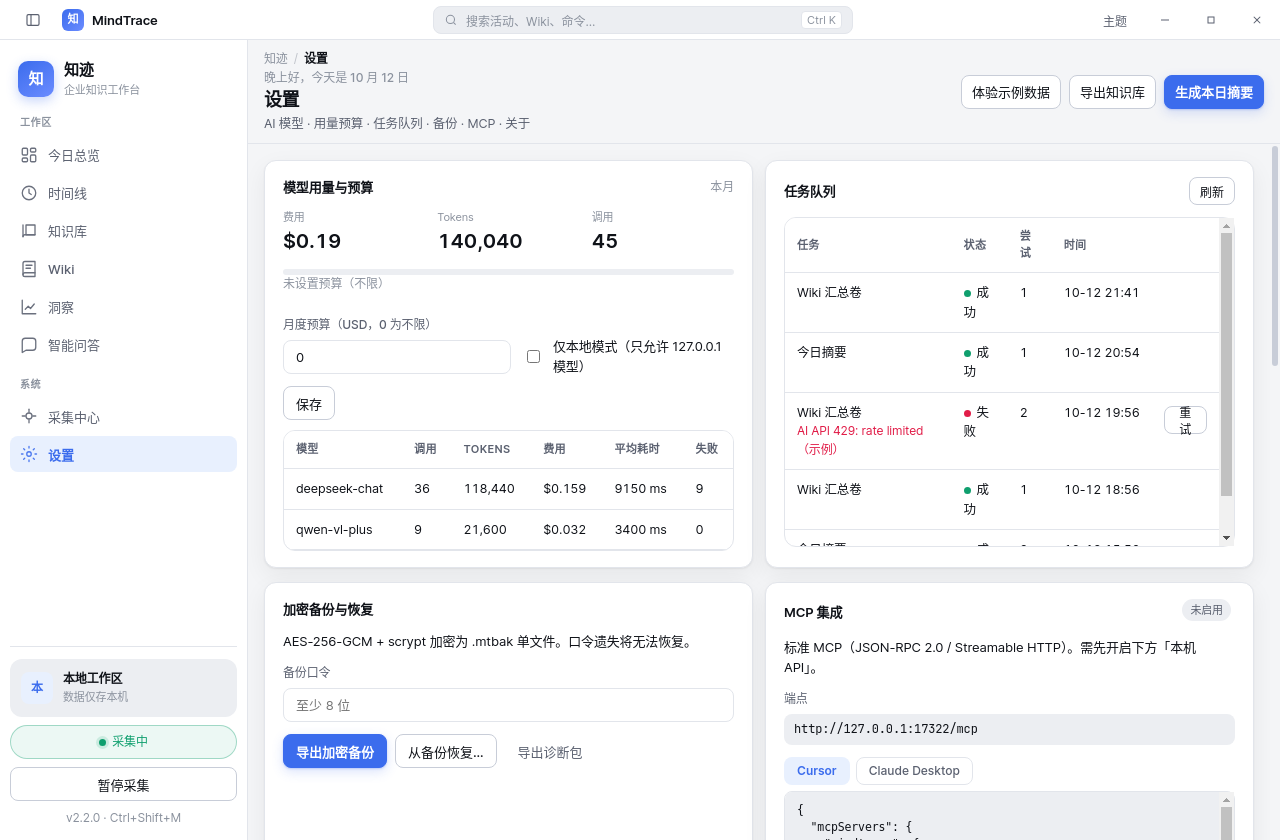 知 MindTrace
搜索活动、Wiki、命令... Ctrl K
主题
知 知迹
企业知识工作台
工作区
今日总览
时间线
知识库
Wiki
洞察
智能问答
系统
采集中心
设置
本 本地工作区
数据仅存本机
采集中
暂停采集
v2.2.0 · Ctrl+Shift+M
知迹 / 设置
晚上好，今天是 10 月 12 日
设置
AI 模型 · 用量预算 · 任务队列 · 备份 · MCP · 关于
体验示例数据 导出知识库 生成本日摘要
模型用量与预算 本月
费用 Tokens 调用
$0.19 140,040 45
未设置预算（不限）
月度预算（USD，0 为不限）
0
仅本地模式（只允许 127.0.0.1
模型）
保存
模型 调用 TOKENS 费用 平均耗时 失败
deepseek-chat 36 118,440 $0.159 9150 ms 9
qwen-vl-plus 9 21,600 $0.032 3400 ms 0
任务队列 刷新
任务 状态 尝试 时间
Wiki 汇总卷 成功 1 10-12 21:41
今日摘要 成功 1 10-12 20:54
Wiki 汇总卷 失败 2 10-12 19:56 重试
AI API 429: rate limited
（示例）
Wiki 汇总卷 成功 1 10-12 18:56
加密备份与恢复
AES-256-GCM + scrypt 加密为 .mtbak 单文件。口令遗失将无法恢复。
备份口令
至少 8 位
导出加密备份 从备份恢复... 导出诊断包
MCP 集成 未启用
标准 MCP（JSON-RPC 2.0 / Streamable HTTP）。需先开启下方「本机
API」。
端点
http://127.0.0.1:17322/mcp
Cursor Claude Desktop
{
"mcpServers": {